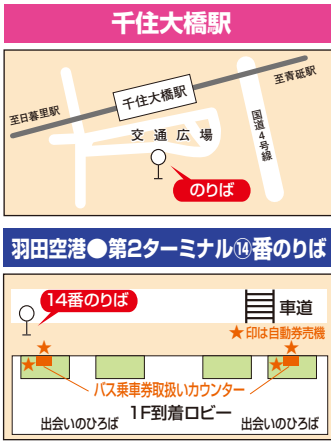 千住大橋駅
至青砥駅
千住大橋駅
至日暮里駅
交通広場
国道4号線
のりば
羽田空港●第2ターミナル⑭番のりば
14番のりば
車道
★印は自動券売機
バス乗車券取扱いカウンター
1F到着ロビー
出会いのひろば
出会いのひろば